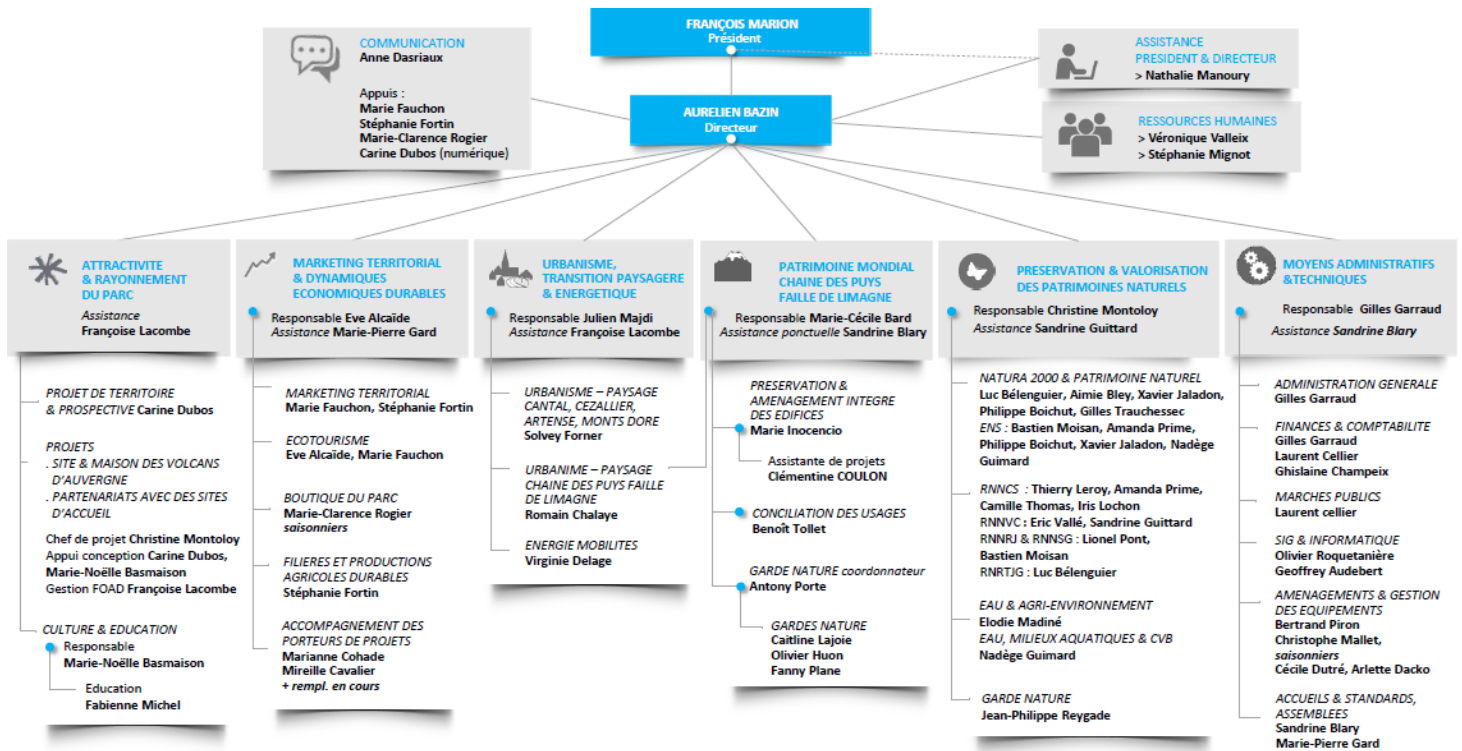 FRANÇOIS MARION
Président
COMMUNICATION
Anne Dasriaux
Appuis :
Marie Fauchon
Stéphanie Fortin
Marie-Clarence Rogier
Carine Dubos (numérique)
AURELIEN BAZIN
Directeur
ASSISTANCE
PRESIDENT & DIRECTEUR
> Nathalie Manoury
RESSOURCES HUMAINES
> Véronique Valleix
> Stéphanie Mignot
ATTRACTIVITE
& RAYONNEMENT
DU PARC
Assistance
Françoise Lacombe
PROJET DE TERRITOIRE
& PROSPECTIVE Carine Dubos
PROJETS
. SITE & MAISON DES VOLCANS
D'AUVERGNE
. PARTENARIATS AVEC DES SITES
D'ACCUEIL
Chef de projet Christine Montoloy
Appui conception Carine Dubos,
Marie-Noëlle Basmaison
Gestion FOAD Françoise Lacombe
CULTURE & EDUCATION
Responsable
Marie-Noëlle Basmaison
Education
Fabienne Michel
MARKETING TERRITORIAL
& DYNAMIQUES
ECONOMIQUES DURABLES
Responsable Eve Alcaïde
Assistance Marie-Pierre Gard
MARKETING TERRITORIAL
Marie Fauchon, Stéphanie Fortin
ECOTOURISME
Eve Alcaïde, Marie Fauchon
BOUTIQUE DU PARC
Marie-Clarence Rogier
saisonniers
FILIERES ET PRODUCTIONS
AGRICOLES DURABLES
Stéphanie Fortin
ACCOMPAGNEMENT DES
PORTEURS DE PROJETS
Marianne Cohade
Mireille Cavalier
+ rempl. en cours
URBANISME,
TRANSITION PAYSAGERE
& ENERGETIQUE
Responsable Julien Majdi
Assistance Françoise Lacombe
URBANISME – PAYSAGE
CANTAL, CEZALLIER,
ARTENSE, MONTS DORE
Solvey Forner
URBANIME – PAYSAGE
CHAINE DES PUYS FAILLE
DE LIMAGNE
Romain Chalaye
ENERGIE MOBILITES
Virginie Delage
PATRIMOINE MONDIAL
CHAINE DES PUYS
FAILLE DE LIMAGNE
Responsable Marie-Cécile Bard
Assistance ponctuelle Sandrine Blary
PRESERVATION &
AMENAGEMENT INTEGRE
DES EDIFICES
Marie Inocencio
Assistante de projets
Clémentine COULON
CONCILIATION DES USAGES
Benoît Tollet
GARDE NATURE coordonnateur
Antony Porte
GARDES NATURE
Caitline Lajoie
Olivier Huon
Fanny Plane
PRESERVATION & VALORISATION
DES PATRIMOINES NATURELS
Responsable Christine Montoloy
Assistance Sandrine Guittard
NATURA 2000 & PATRIMOINE NATUREL
Luc Bélenguier, Aimie Bley, Xavier Jaladon,
Philippe Boichut, Gilles Trauchessec
ENS : Bastien Moisan, Amanda Prime,
Philippe Boichut, Xavier Jaladon, Nadège
Guimard
RNNCS : Thierry Leroy, Amanda Prime,
Camille Thomas, Iris Lochon
RNNVC : Eric Vallé, Sandrine Guittard
RNNRJ & RNNSG : Lionel Pont,
Bastien Moisan
RNRTJG : Luc Bélenguier
EAU & AGRI-ENVIRONNEMENT
Elodie Madiné
EAU, MILIEUX AQUATIQUES & CVB
Nadège Guimard
GARDE NATURE
Jean-Philippe Reygade
MOYENS ADMINISTRATIFS
&TECHNIQUES
Responsable Gilles Garraud
Assistance Sandrine Blary
ADMINISTRATION GENERALE
Gilles Garraud
FINANCES & COMPTABILITE
Gilles Garraud
Laurent Cellier
Ghislaine Champeix
MARCHES PUBLICS
Laurent cellier
SIG & INFORMATIQUE
Olivier Roquetanière
Geoffrey Audebert
AMENAGEMENTS & GESTION
DES EQUIPEMENTS
Bertrand Piron
Christophe Mallet,
saisonniers
Cécile Dutré, Arlette Dacko
ACCUEILS & STANDARDS,
ASSEMBLEES
Sandrine Blary
Marie-Pierre Gard